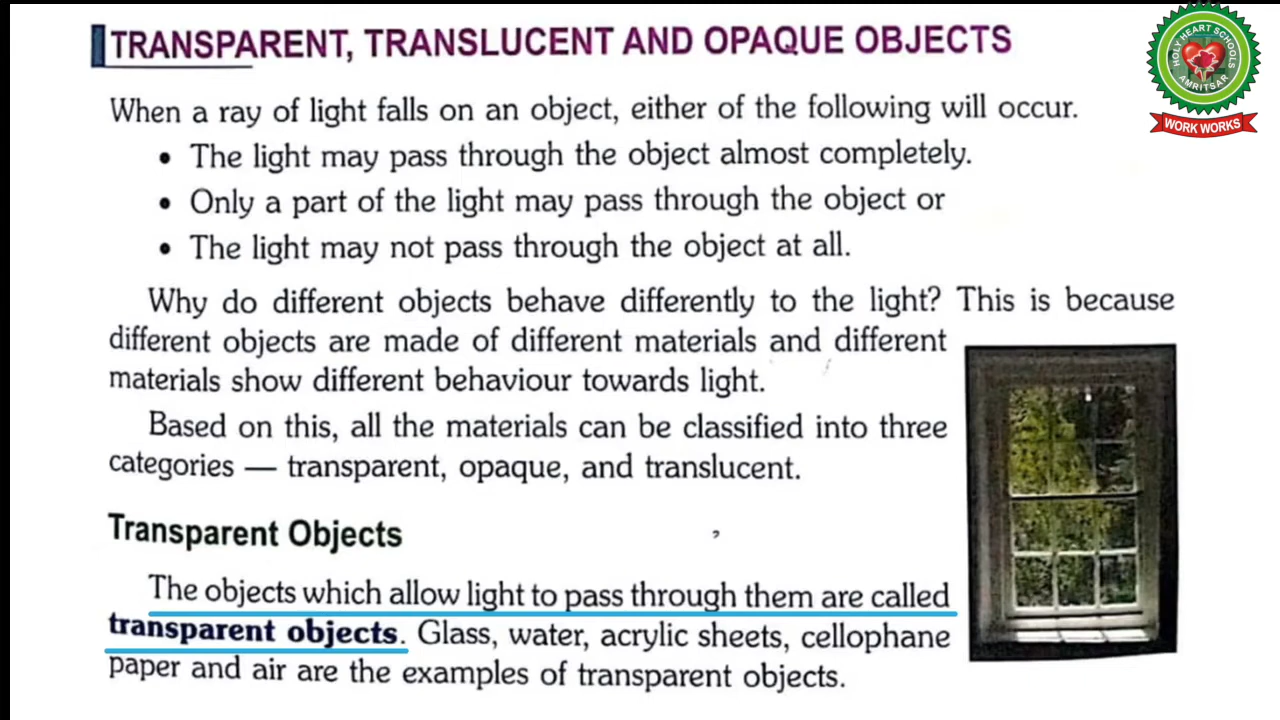 TRANSPARENT, TRANSLUCENT AND OPAQUE OBJECTS
HOLY HEART SCHOOLS
AMRITSAR
WORK WORKS
When a ray of light falls on an object, either of the following will occur.
• The light may pass through the object almost completely.
• Only a part of the light may pass through the object or
• The light may not pass through the object at all.
Why do different objects behave differently to the light? This is because
different objects are made of different materials and different
materials show different behaviour towards light.
Based on this, all the materials can be classified into three
categories — transparent, opaque, and translucent.
Transparent Objects
The objects which allow light to pass through them are called
transparent objects. Glass, water, acrylic sheets, cellophane
paper and air are the examples of transparent objects.